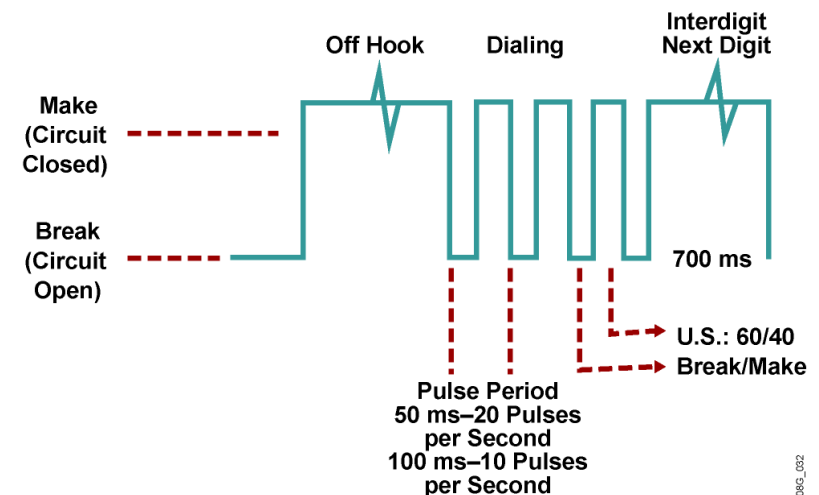 Off Hook
Dialing
Interdigit
Next Digit
Make
(Circuit
Closed)
Break
(Circuit
Open)
700 ms
U.S.: 60/40
Break/Make
Pulse Period
50 ms–20 Pulses
per Second
100 ms–10 Pulses
per Second
08G_032